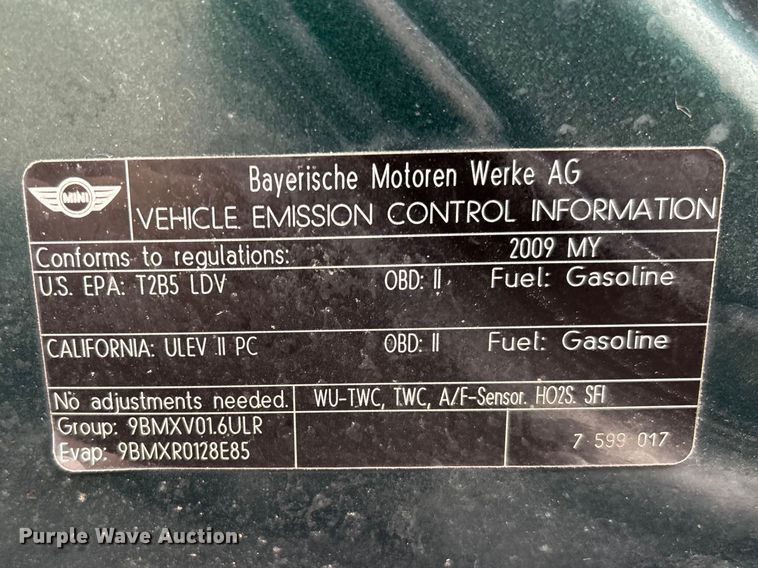 MINI
Bayerische Motoren Werke AG
VEHICLE EMISSION CONTROL INFORMATION
Conforms to regulations: 2009 MY
U.S. EPA: T2B5 LDV OBD: II Fuel: Gasoline
CALIFORNIA: ULEV II PC OBD: II Fuel: Gasoline
No adjustments needed. WU-TWC, TWC, A/F-Sensor. HO2S. SFI
Group: 9BMXV01.6ULR
Evap: 9BMXR0128E85
7 599 017
Purple Wave Auction